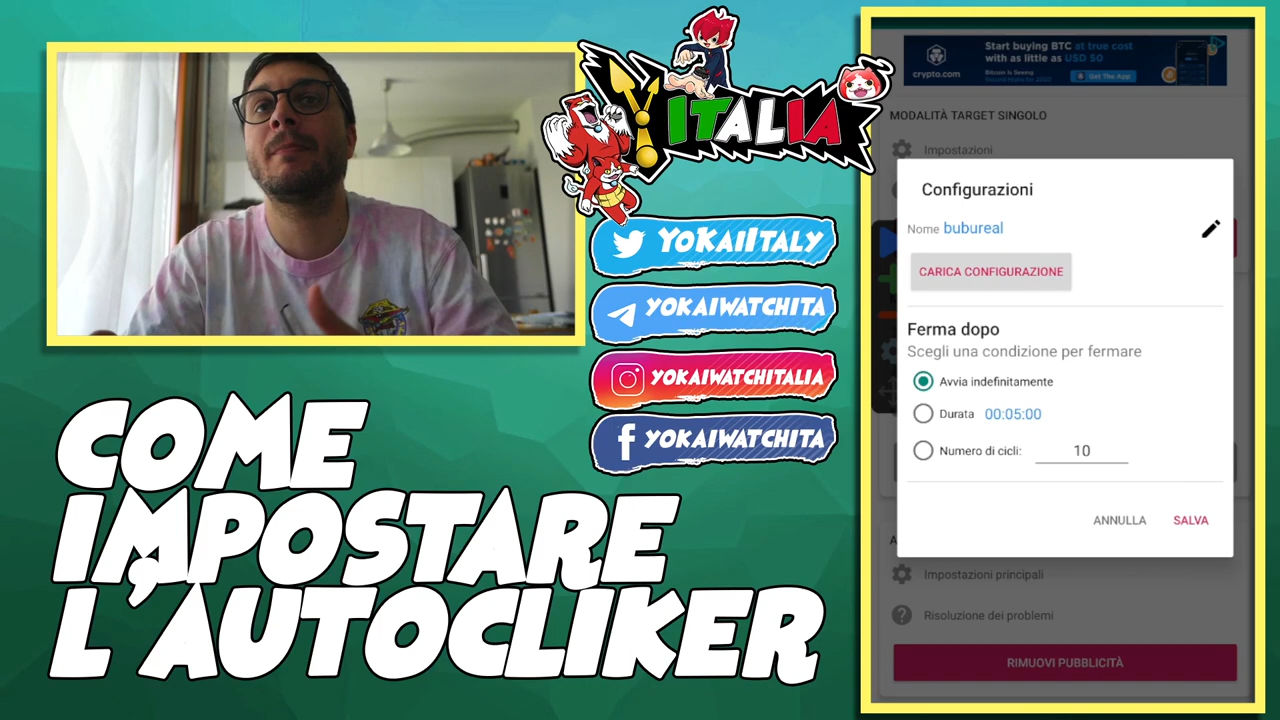 Y! ITALIA
YOKAIITALY
YOKAIWATCHITA
YOKAIWATCHITALIA
YOKAIWATCHITA
COME
IMPOSTARE
L'AUTOCLIKER
crypto.com
Start buying BTC at true cost
with as little as USD 50
Get The App
MODALITÀ TARGET SINGOLO
Impostazioni
Configurazioni
Nome bubureal
CARICA CONFIGURAZIONE
Ferma dopo
Scegli una condizione per fermare
Avvia indefinitamente
Durata 00:05:00
Numero di cicli: 10
ANNULLA SALVA
Impostazioni principali
Risoluzione dei problemi
RIMUOVI PUBBLICITÀ